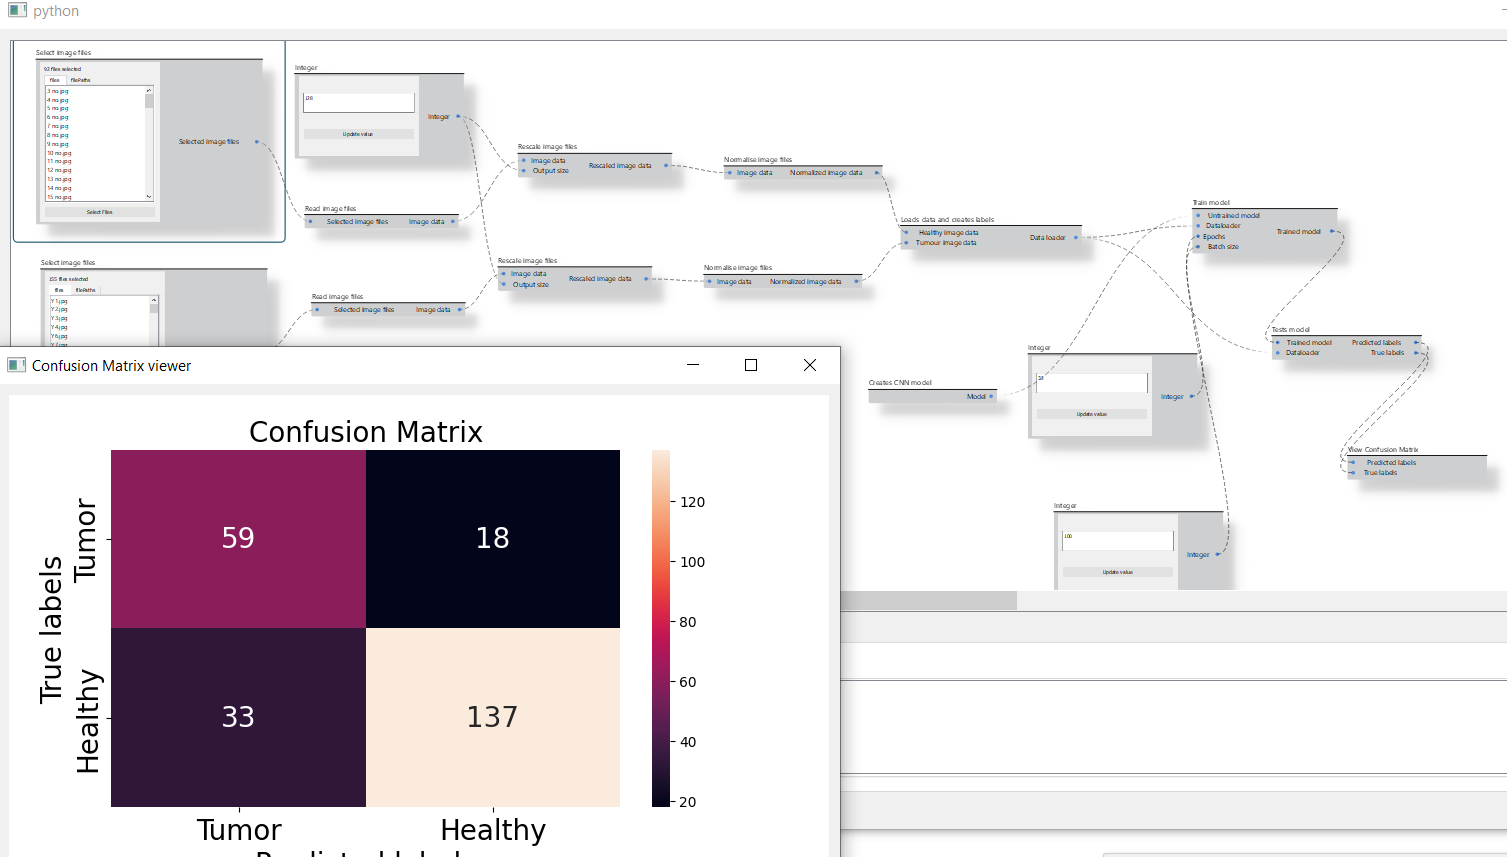 python
Select image files
92 files selected
files filePaths
3 no.jpg
4 no.jpg
5 no.jpg
6 no.jpg
7 no.jpg
8 no.jpg
9 no.jpg
10 no.jpg
11 no.jpg
12 no.jpg
13 no.jpg
14 no.jpg
15 no.jpg
Select files
Selected image files
Integer
128
Update value
Integer
Read image files
Selected image files Image data
Rescale image files
Image data Rescaled image data
Output size
Normalise image files
Image data Normalized image data
Select image files
155 files selected
files filePaths
Y1.jpg
Y2.jpg
Y3.jpg
Y4.jpg
Y6.jpg
Read image files
Selected image files Image data
Rescale image files
Image data Rescaled image data
Output size
Normalise image files
Image data Normalized image data
Loads data and creates labels
Healthy image data Data loader
Tumour image data
Train model
Untrained model
Dataloader
Epochs
Batch size
Trained model
Tests model
Trained model Predicted labels
Dataloader True labels
Creates CNN model
Model
Integer
Update value
Integer
View Confusion Matrix
Predicted labels
True labels
Integer
100
Update value
Integer
Confusion Matrix viewer
Confusion Matrix
True labels
Tumor
Healthy
59 18
33 137
Tumor Healthy
120
100
80
60
40
20